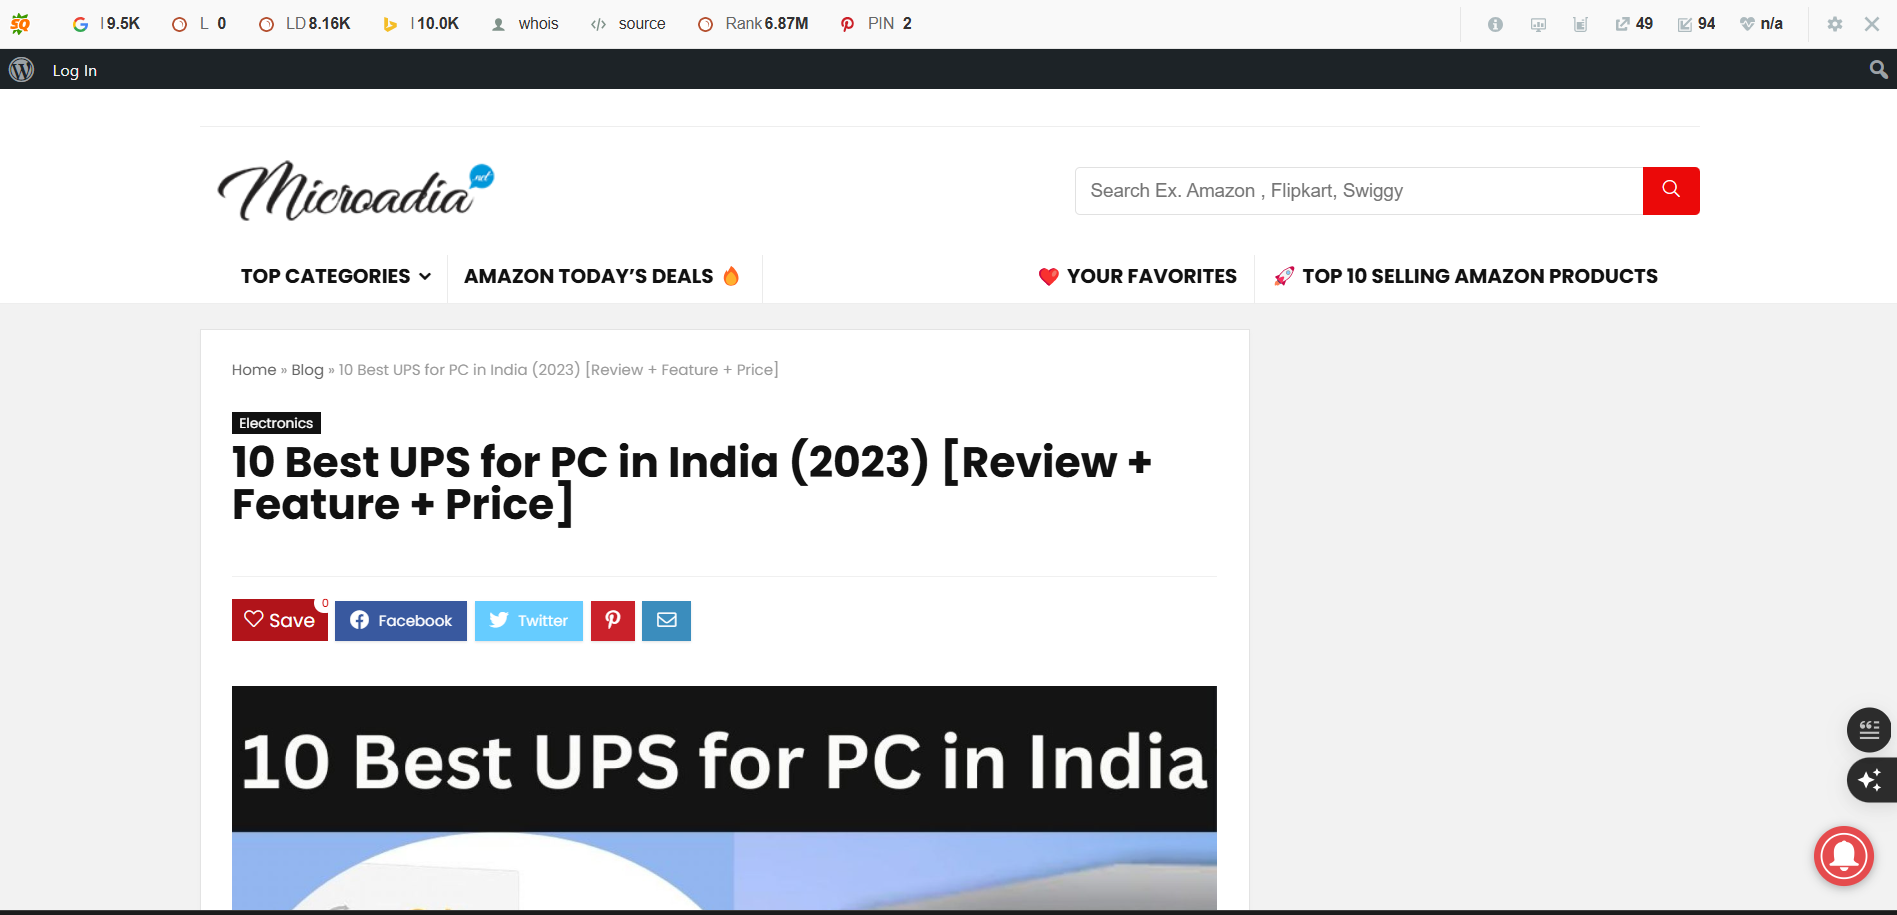 I 9.5K L 0 LD 8.16K I 10.0K whois source Rank 6.87M PIN 2 49 94 n/a
Log In
Microadia.net
Search Ex. Amazon , Flipkart, Swiggy
TOP CATEGORIES AMAZON TODAY’S DEALS YOUR FAVORITES TOP 10 SELLING AMAZON PRODUCTS
Home » Blog » 10 Best UPS for PC in India (2023) [Review + Feature + Price]
Electronics
10 Best UPS for PC in India (2023) [Review +
Feature + Price]
0
Save Facebook Twitter
10 Best UPS for PC in India